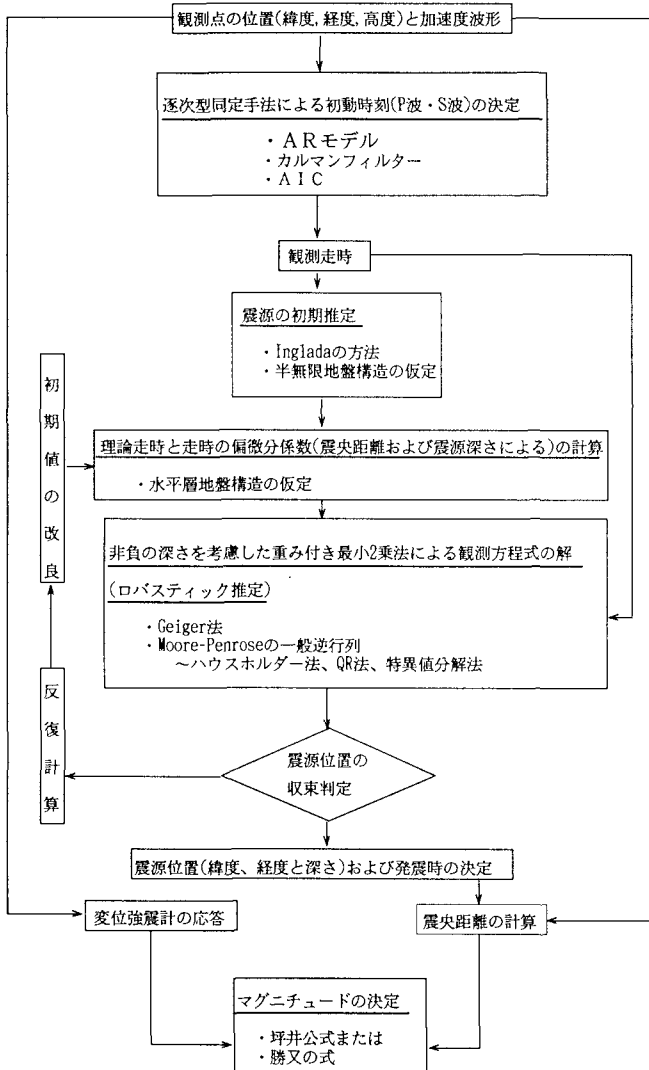 観測点の位置(緯度,経度,高度)と加速度波形
逐次型同定手法による初動時刻(P波・S波)の決定
・ARモデル
・カルマンフィルター
・AIC
観測走時
震源の初期推定
・Ingladaの方法
・半無限地盤構造の仮定
初期値の改良
理論走時と走時の偏微分係数(震央距離および震源深さによる)の計算
・水平層地盤構造の仮定
非負の深さを考慮した重み付き最小2乗法による観測方程式の解
(ロバスティック推定)
・Geiger法
・Moore-Penroseの一般逆行列
~ハウスホルダー法、QR法、特異値分解法
反復計算
震源位置の
収束判定
震源位置(緯度、経度と深さ)および発震時の決定
変位強震計の応答
震央距離の計算
マグニチュードの決定
・坪井公式または
・勝又の式